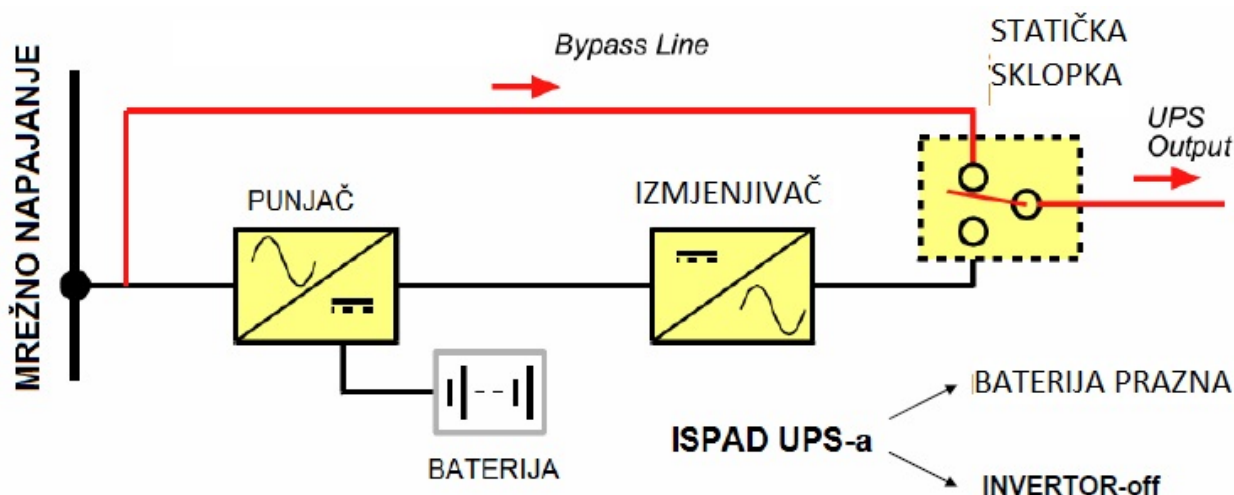 MREŽNO NAPAJANJE
Bypass Line
STATIČKA
SKLOPKA
UPS
Output
PUNJAČ
IZMJENJIVAČ
BATERIJA
ISPAD UPS-a
BATERIJA PRAZNA
INVERTOR-off